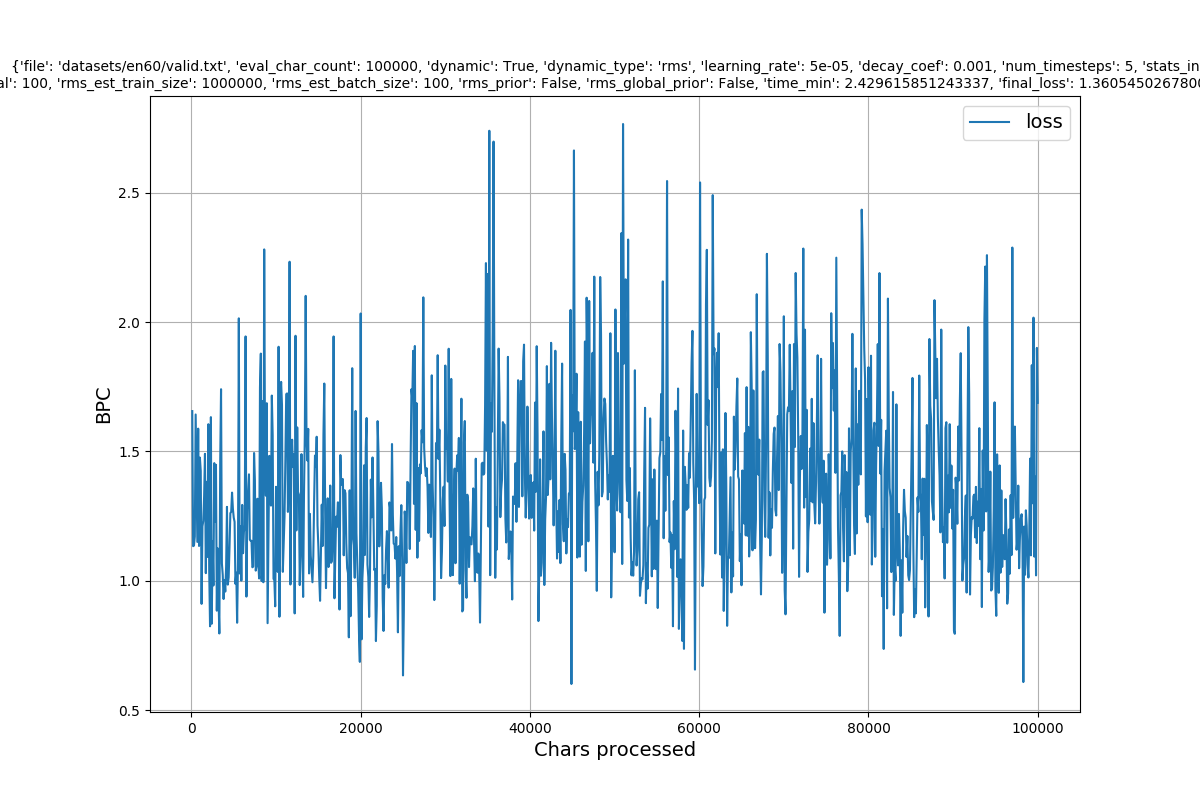 {'file': 'datasets/en60/valid.txt', 'eval_char_count': 100000, 'dynamic': True, 'dynamic_type': 'rms', 'learning_rate': 5e-05, 'decay_coef': 0.001, 'num_timesteps': 5, 'stats_in
al': 100, 'rms_est_train_size': 1000000, 'rms_est_batch_size': 100, 'rms_prior': False, 'rms_global_prior': False, 'time_min': 2.429615851243337, 'final_loss': 1.3605450267800
loss
2.5
2.0
1.5
1.0
0.5
BPC
0 20000 40000 60000 80000 100000
Chars processed